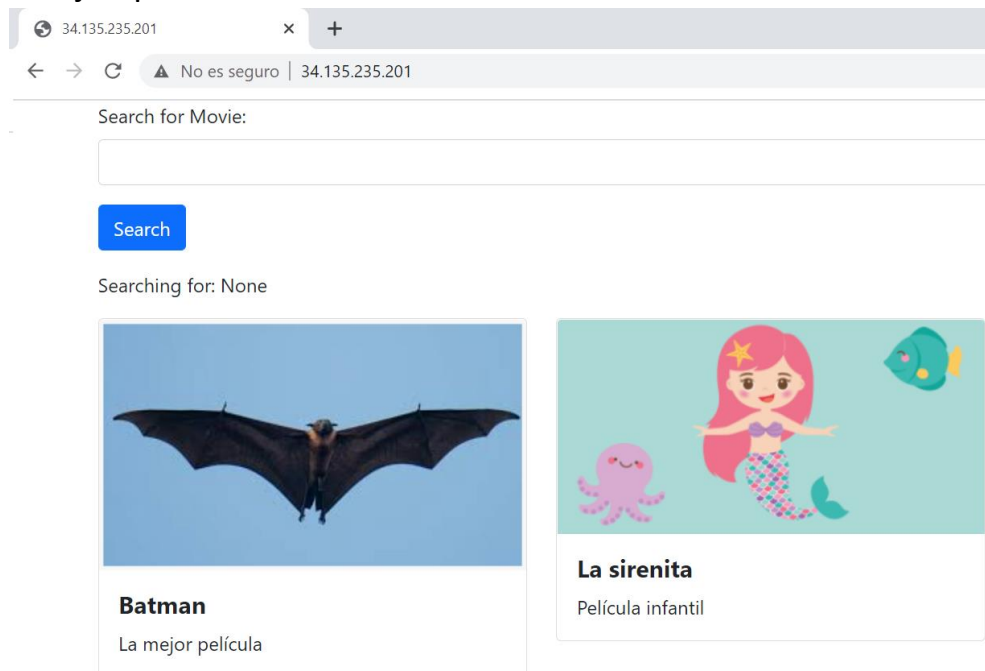 34.135.235.201
No es seguro | 34.135.235.201
Search for Movie:
Search
Searching for: None
Batman
La mejor película
La sirenita
Película infantil